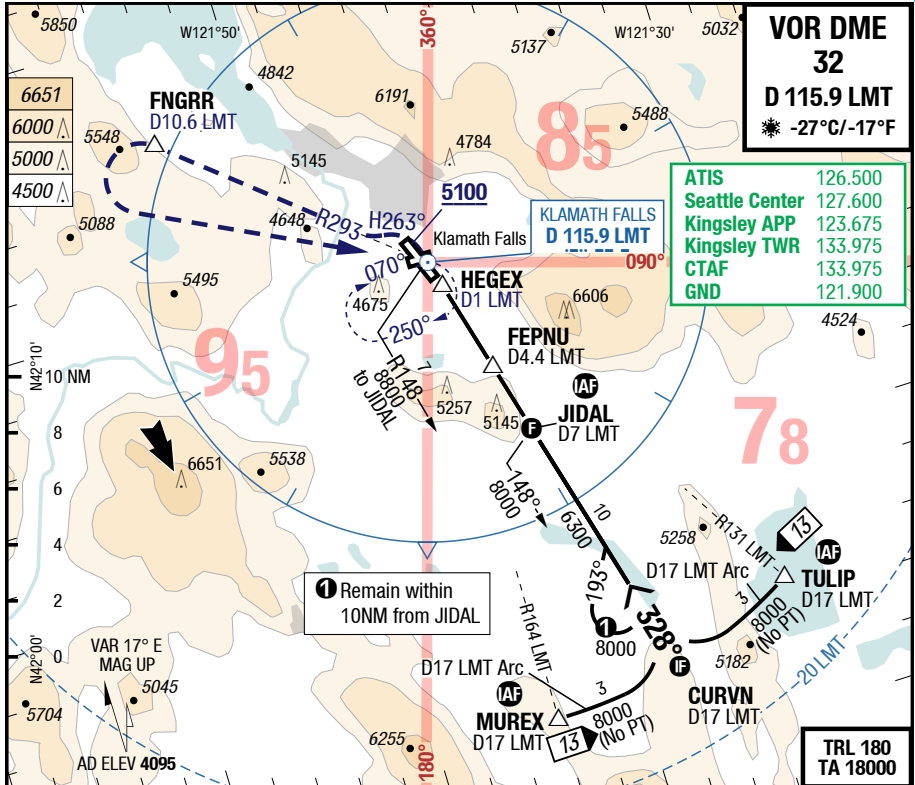 5850
W121°50'
360°
5137
W121°30'
5032
VOR DME
32
D 115.9 LMT
-27°C/-17°F
6651
6000
5000
4500
FNGRR
D10.6 LMT
4842
6191
85
5488
5548
5145
4784
5100
ATIS 126.500
Seattle Center 127.600
Kingsley APP 123.675
Kingsley TWR 133.975
CTAF 133.975
GND 121.900
5088
4648
R293
H263°
Klamath Falls
KLAMATH FALLS
D 115.9 LMT
090°
070°
HEGEX
D1 LMT
5495
4675
6606
250°
4524
FEPNU
D4.4 LMT
N42°10'
10 NM
95
R148
8800
to JIDAL
7
5257
5145
IAF
JIDAL
D7 LMT
F
78
8
6651
5538
148°
8000
6
10
6300
5258
R131 LMT
13
IAF
4
D17 LMT Arc
TULIP
D17 LMT
1 Remain within
10NM from JIDAL
193°
2
R164 LMT
1
8000
328°
3
8000
(No PT)
N42°00'
0
VAR 17° E
MAG UP
D17 LMT Arc
IF
5182
20 LMT
5045
IAF
3
CURVN
D17 LMT
5704
MUREX
D17 LMT
8000
(No PT)
13
6255
180°
AD ELEV 4095
TRL 180
TA 18000